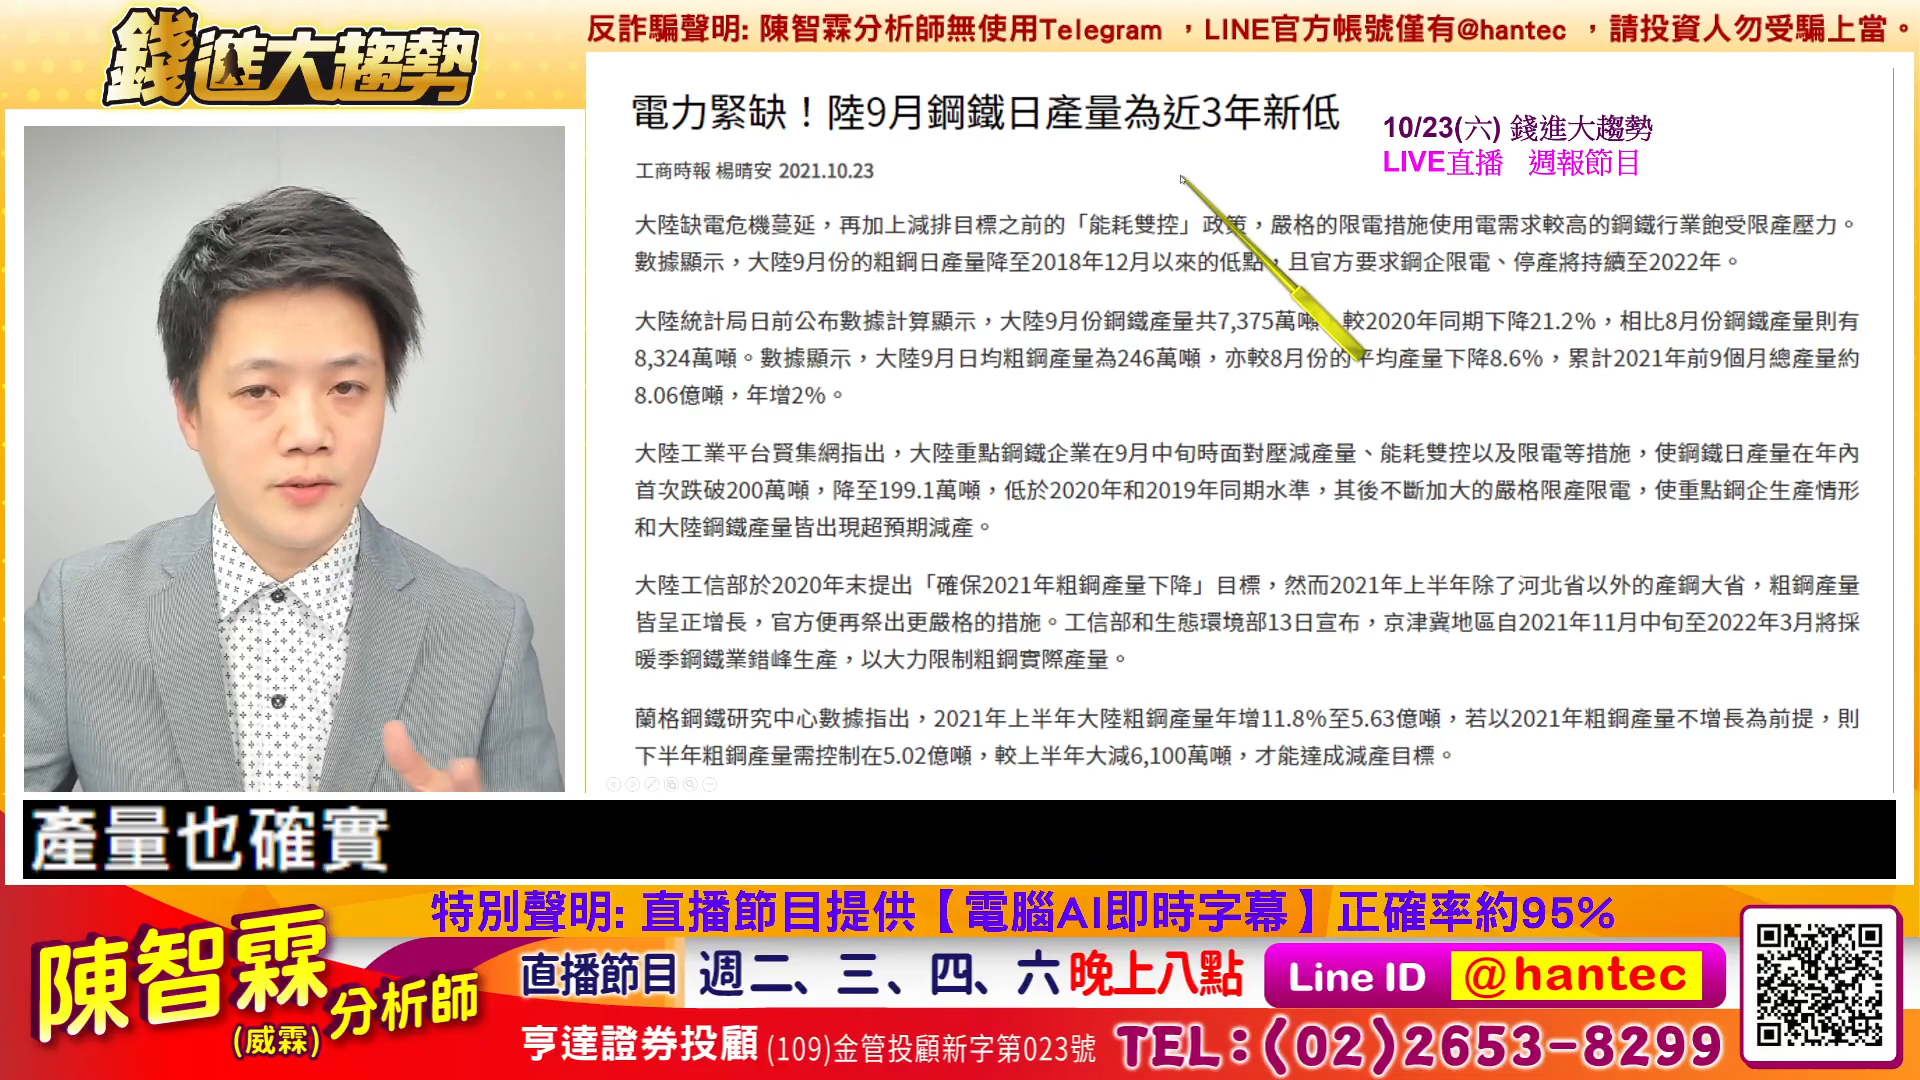 錢進大趨勢
反詐騙聲明: 陳智霖分析師無使用Telegram ，LINE官方帳號僅有@hantec ，請投資人勿受騙上當。
電力緊缺！陸9月鋼鐵日產量為近3年新低
10/23(六) 錢進大趨勢
LIVE直播 週報節目
工商時報 楊晴安 2021.10.23
大陸缺電危機蔓延，再加上減排目標之前的「能耗雙控」政策，嚴格的限電措施使用電需求較高的鋼鐵行業飽受限產壓力。
數據顯示，大陸9月份的粗鋼日產量降至2018年12月以來的低點，且官方要求鋼企限電、停產將持續至2022年。
大陸統計局日前公布數據計算顯示，大陸9月份鋼鐵產量共7,375萬噸，較2020年同期下降21.2%，相比8月份鋼鐵產量則有
8,324萬噸。數據顯示，大陸9月日均粗鋼產量為246萬噸，亦較8月份的平均產量下降8.6%，累計2021年前9個月總產量約
8.06億噸，年增2%。
大陸工業平台賢集網指出，大陸重點鋼鐵企業在9月中旬時面對壓減產量、能耗雙控以及限電等措施，使鋼鐵日產量在年內
首次跌破200萬噸，降至199.1萬噸，低於2020年和2019年同期水準，其後不斷加大的嚴格限產限電，使重點鋼企生產情形
和大陸鋼鐵產量皆出現超預期減產。
大陸工信部於2020年末提出「確保2021年粗鋼產量下降」目標，然而2021年上半年除了河北省以外的產鋼大省，粗鋼產量
皆呈正增長，官方便再祭出更嚴格的措施。工信部和生態環境部13日宣布，京津冀地區自2021年11月中旬至2022年3月將採
暖季鋼鐵業錯峰生產，以大力限制粗鋼實際產量。
蘭格鋼鐵研究中心數據指出，2021年上半年大陸粗鋼產量年增11.8%至5.63億噸，若以2021年粗鋼產量不增長為前提，則
下半年粗鋼產量需控制在5.02億噸，較上半年大減6,100萬噸，才能達成減產目標。
產量也確實
特別聲明: 直播節目提供【電腦AI即時字幕】正確率約95%
陳智霖分析師
(威霖)
直播節目 週二、三、四、六 晚上八點
Line ID @hantec
亨達證券投顧 (109)金管投顧新字第023號 TEL:(02)2653-8299